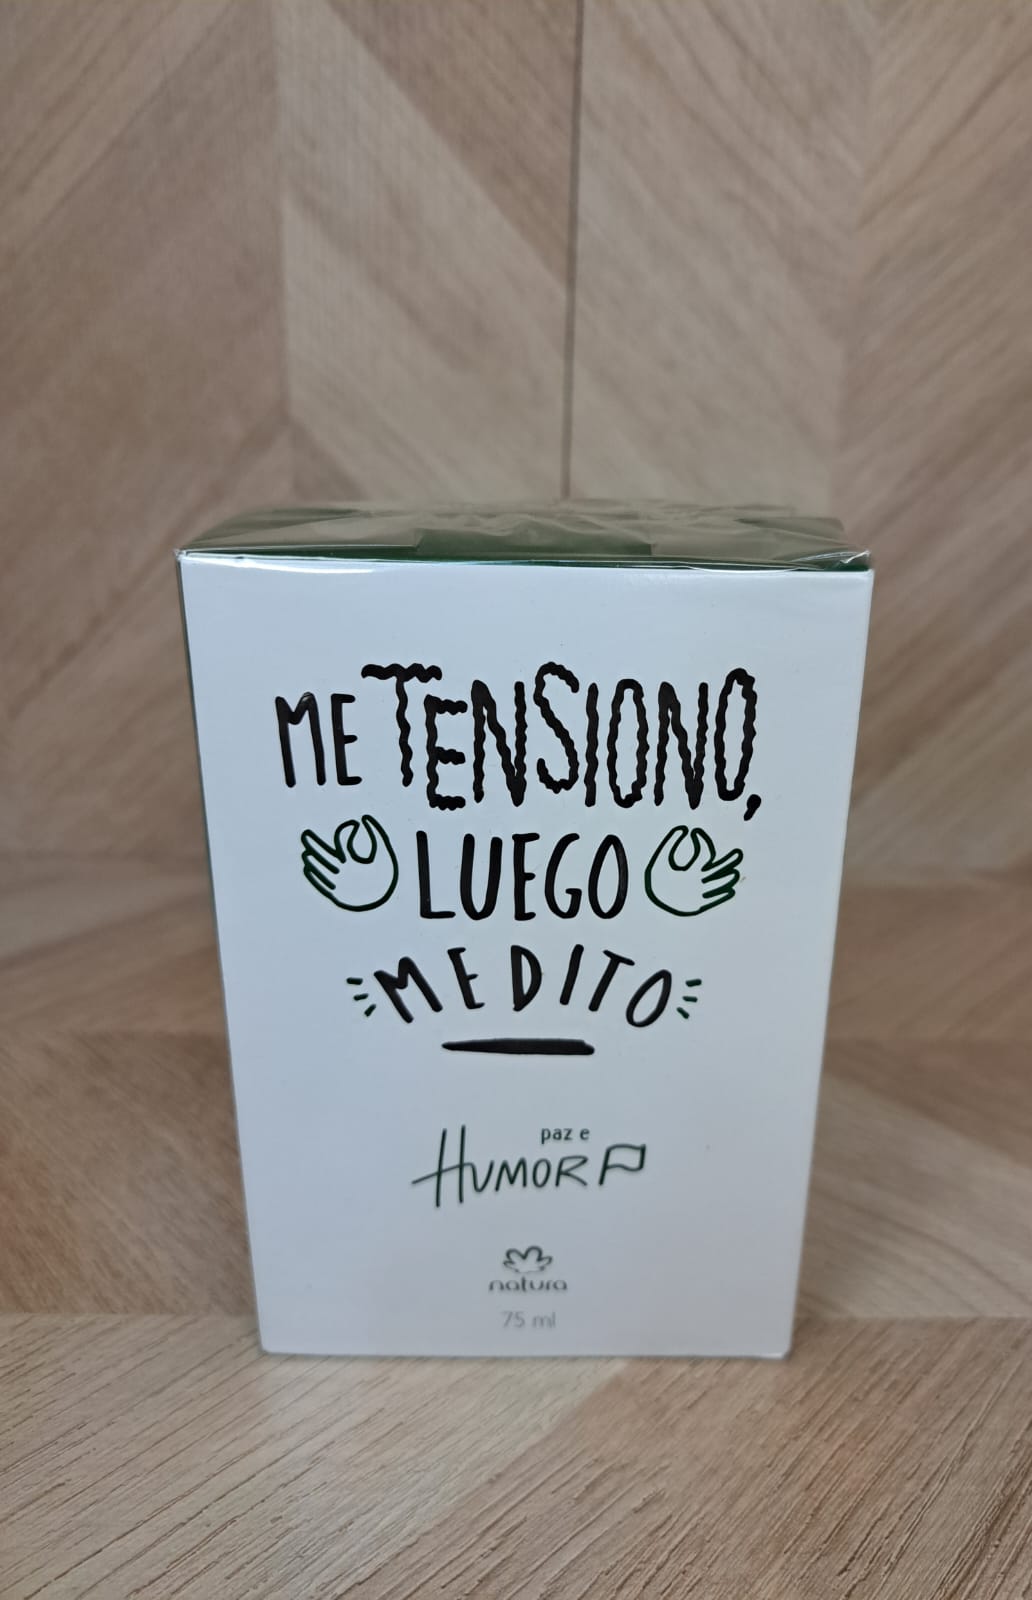 ME TENSIONO,
LUEGO
MEDITO
paz e
HUMOR
natura
75 ml